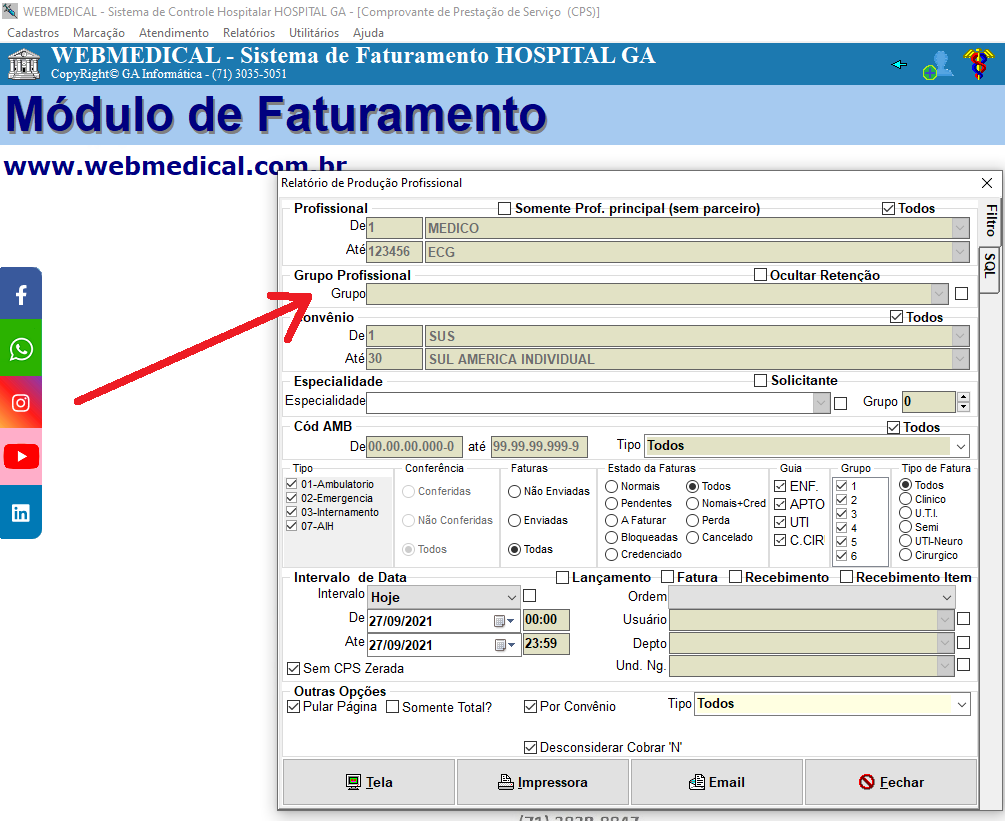 WEBMEDICAL - Sistema de Controle Hospitalar HOSPITAL GA - [Comprovante de Prestação de Serviço (CPS)]
Cadastros Marcação Atendimento Relatórios Utilitários Ajuda
WEBMEDICAL - Sistema de Faturamento HOSPITAL GA
CopyRight© GA Informática - (71) 3035-5051
Módulo de Faturamento
www.webmedical.com.br
Relatório de Produção Profissional
Profissional Somente Prof. principal (sem parceiro) Todos
De 1 MEDICO
Até 123456 ECG
Filtro
SQL
Grupo Profissional Ocultar Retenção
Grupo
Convênio Todos
De 1 SUS
Até 30 SUL AMERICA INDIVIDUAL
Especialidade Solicitante
Especialidade Grupo 0
Cód AMB Todos
De 00.00.00.000-0 até 99.99.99.999-9 Tipo Todos
Tipo Conferência Faturas Estado da Faturas Guia Grupo Tipo de Fatura
01-Ambulatorio Conferidas Não Enviadas Normais Todos ENF. 1 Todos
02-Emergencia Pendentes Nomais+Cred APTO 2 Clinico
03-Internamento Não Conferidas Enviadas A Faturar Perda UTI 3 U.T.I.
07-AIH Bloqueadas Cancelado C.CIR 4 Semi
Todos Todas Credenciado 5 UTI-Neuro
6 Cirurgico
Intervalo de Data Lançamento Fatura Recebimento Recebimento Item
Intervalo Hoje Ordem
De 27/09/2021 00:00 Usuário
Ate 27/09/2021 23:59 Depto
Sem CPS Zerada Und. Ng.
Outras Opções
Pular Página Somente Total? Por Convênio Tipo Todos
Desconsiderar Cobrar 'N'
Tela Impressora Email Fechar